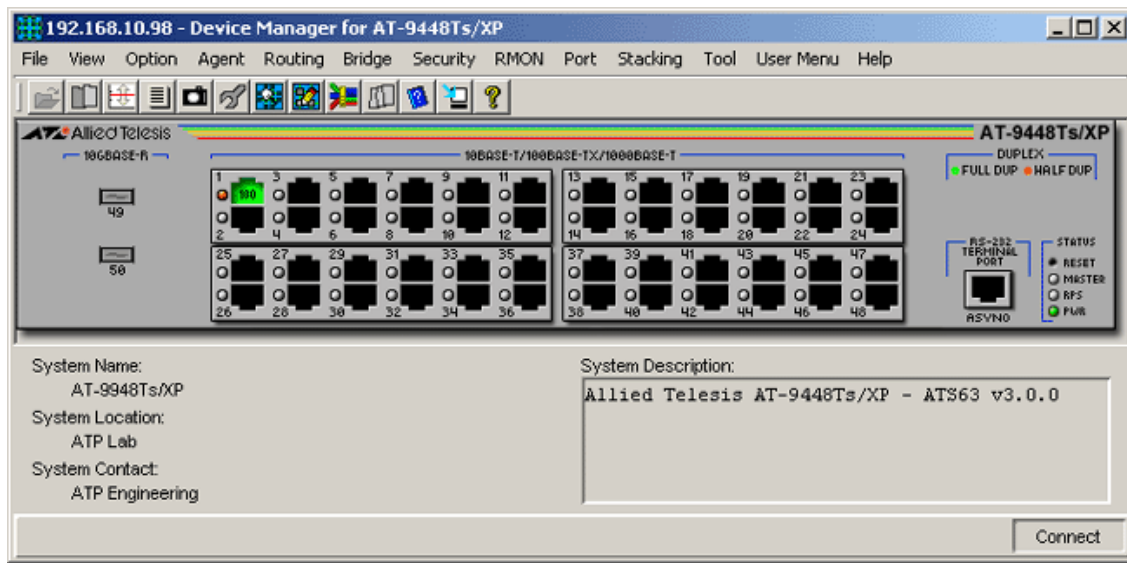 192.168.10.98 - Device Manager for AT-9448Ts/XP
File View Option Agent Routing Bridge Security RMON Port Stacking Tool User Menu Help
Allied Telesis
AT-9448Ts/XP
10GBASE-R
10BASE-T/100BASE-TX/1000BASE-T
DUPLEX
FULL DUP HALF DUP
1 3 5 7 9 11 13 15 17 19 21 23
100
49
2 4 6 8 10 12 14 16 18 20 22 24
25 27 29 31 33 35 37 39 41 43 45 47
50
26 28 30 32 34 36 38 40 42 44 46 48
RS-232
TERMINAL
PORT
ASYNO
STATUS
RESET
MASTER
RPS
PWR
System Name:
AT-9948Ts/XP
System Location:
ATP Lab
System Contact:
ATP Engineering
System Description:
Allied Telesis AT-9448Ts/XP - ATS63 v3.0.0
Connect